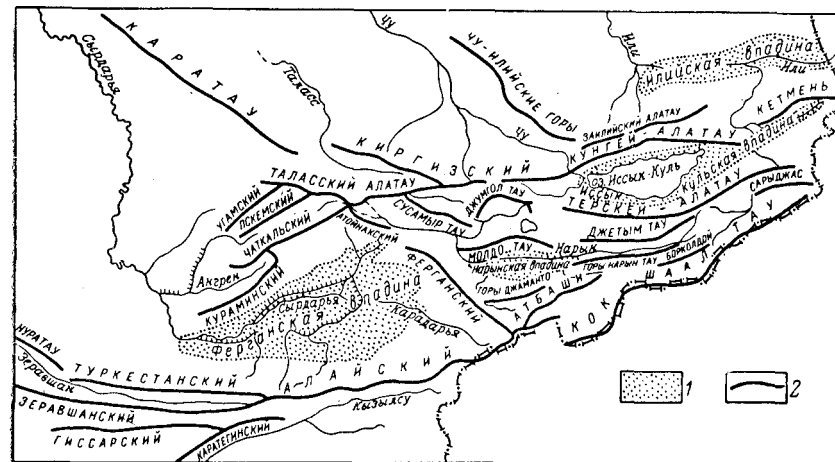 Сырдарья
КАРАТАУ
Талас
ЧУ
ЧУ-ИЛИЙСКИЕ ГОРЫ
Или
ИЛИЙСКАЯ ВПАДИНА
Или
КЕТМЕНЬ
ЗАИЛИЙСКИЙ АЛАТАУ
ЧУ
КУНГЕЙ-АЛАТАУ
КИРГИЗСКИЙ
ТАЛАССКИЙ АЛАТАУ
оз. Иссык-Куль
ИССЫК-КУЛЬСКАЯ ВПАДИНА
ТЕРСКЕЙ АЛАТАУ
САРЫДЖАС
УГАМСКИЙ
ПСКЕМСКИЙ
ЧАТКАЛЬСКИЙ
АТОЙНАКСКИЙ
СУСАМЫР ТАУ
ДЖУМГОЛ ТАУ
ДЖЕТЫМ ТАУ
МОЛДО-ТАУ
Нарын
НАРЫНСКАЯ ВПАДИНА
ГОРЫ НАРЫН ТАУ
БОРКОЛДОЙ
ГОРЫ ДЖАМАНТО
АТБАШИ
КОКШААЛ-ТАУ
Ангрен
КУРАМИНСКИЙ
Сырдарья
Ферганская впадина
ФЕРГАНСКИЙ
Карадарья
НУРАТАУ
Зеравшан
ТУРКЕСТАНСКИЙ
АЛАЙСКИЙ
ЗЕРАВШАНСКИЙ
ГИССАРСКИЙ
КАРАТЕГИНСКИЙ
Кызылсу
1
2